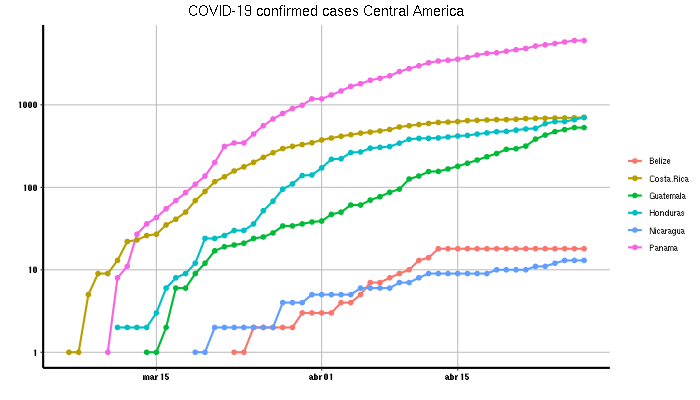 COVID-19 confirmed cases Central America
1000
100
10
1
mar 15
abr 01
abr 15
Belize
Costa.Rica
Guatemala
Honduras
Nicaragua
Panama